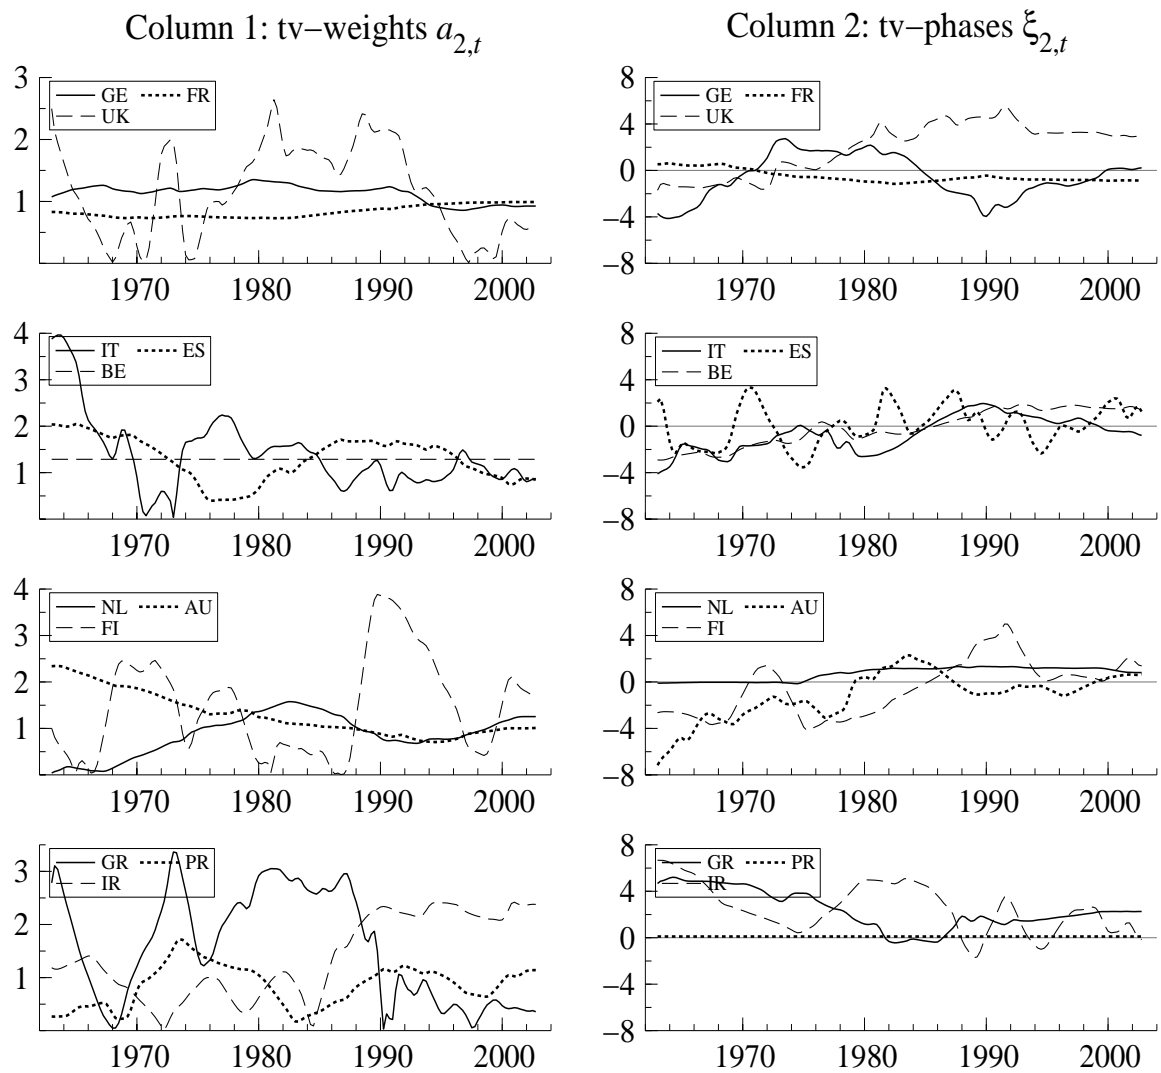 Column 1: tv−weights a2,t
Column 2: tv−phases ξ2,t
3
2
1
GE FR
UK
1970 1980 1990 2000
8
4
0
−4
−8
GE FR
UK
1970 1980 1990 2000
4
3
2
1
IT ES
BE
1970 1980 1990 2000
8
4
0
−4
−8
IT ES
BE
1970 1980 1990 2000
4
3
2
1
NL AU
FI
1970 1980 1990 2000
8
4
0
−4
−8
NL AU
FI
1970 1980 1990 2000
3
2
1
GR PR
IR
1970 1980 1990 2000
8
4
0
−4
−8
GR PR
IR
1970 1980 1990 2000